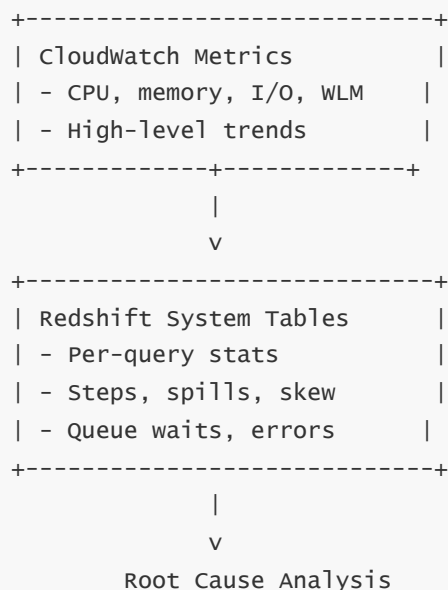 +-----------------------------+
| CloudWatch Metrics          |
| - CPU, memory, I/O, WLM    |
| - High-level trends        |
+-------------+-------------+
              |
              v
+-----------------------------+
| Redshift System Tables      |
| - Per-query stats           |
| - Steps, spills, skew       |
| - Queue waits, errors      |
+-----------------------------+
              |
              v
        Root Cause Analysis